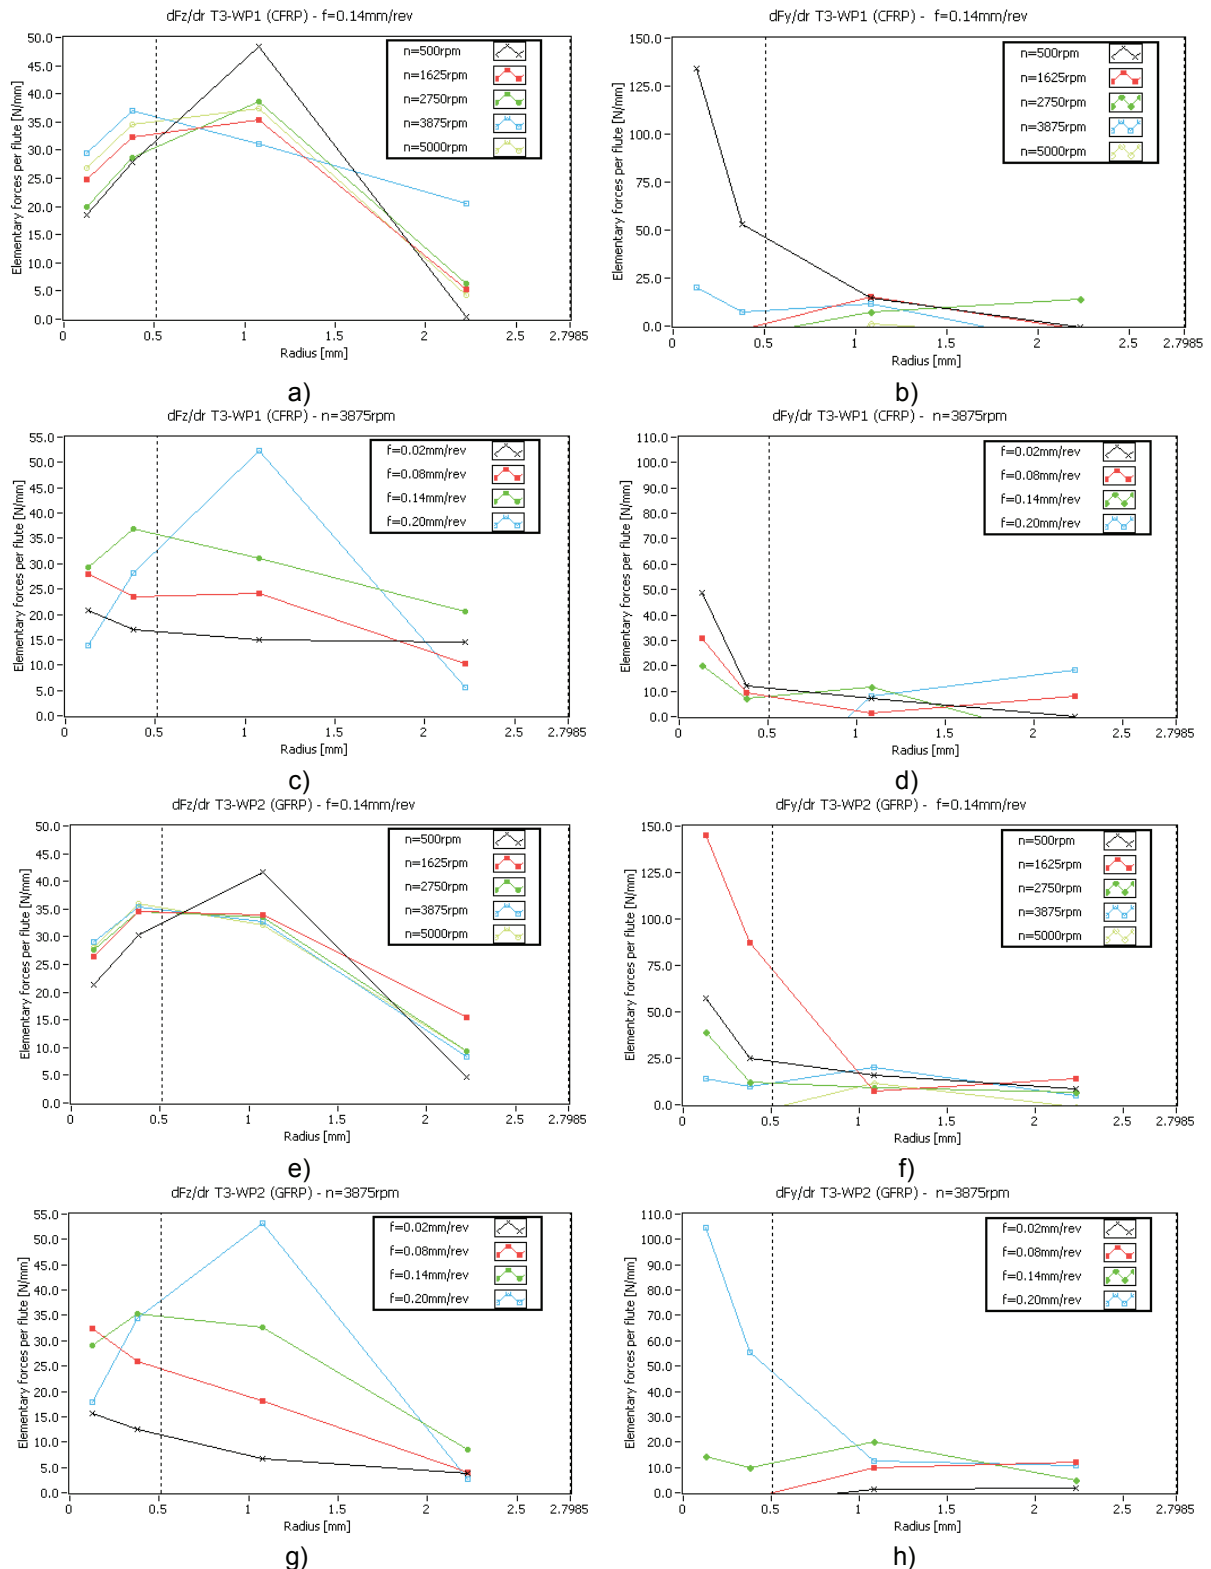 dFz/dr T3-WP1 (CFRP) - f=0.14mm/rev
Elementary forces per flute [N/mm]
50.0
45.0
40.0
35.0
30.0
25.0
20.0
15.0
10.0
5.0
0.0
n=500rpm
n=1625rpm
n=2750rpm
n=3875rpm
n=5000rpm
0 0.5 1 1.5 2 2.5 2.7985
Radius [mm]
a)
dFy/dr T3-WP1 (CFRP) - f=0.14mm/rev
Elementary forces per flute [N/mm]
150.0
125.0
100.0
75.0
50.0
25.0
0.0
n=500rpm
n=1625rpm
n=2750rpm
n=3875rpm
n=5000rpm
0 0.5 1 1.5 2 2.5 2.7985
Radius [mm]
b)
dFz/dr T3-WP1 (CFRP) - n=3875rpm
Elementary forces per flute [N/mm]
55.0
50.0
45.0
40.0
35.0
30.0
25.0
20.0
15.0
10.0
5.0
0.0
f=0.02mm/rev
f=0.08mm/rev
f=0.14mm/rev
f=0.20mm/rev
0 0.5 1 1.5 2 2.5 2.7985
Radius [mm]
c)
dFy/dr T3-WP1 (CFRP) - n=3875rpm
Elementary forces per flute [N/mm]
110.0
100.0
90.0
80.0
70.0
60.0
50.0
40.0
30.0
20.0
10.0
0.0
f=0.02mm/rev
f=0.08mm/rev
f=0.14mm/rev
f=0.20mm/rev
0 0.5 1 1.5 2 2.5 2.7985
Radius [mm]
d)
dFz/dr T3-WP2 (GFRP) - f=0.14mm/rev
Elementary forces per flute [N/mm]
50.0
45.0
40.0
35.0
30.0
25.0
20.0
15.0
10.0
5.0
0.0
n=500rpm
n=1625rpm
n=2750rpm
n=3875rpm
n=5000rpm
0 0.5 1 1.5 2 2.5 2.7985
Radius [mm]
e)
dFy/dr T3-WP2 (GFRP) - f=0.14mm/rev
Elementary forces per flute [N/mm]
150.0
125.0
100.0
75.0
50.0
25.0
0.0
n=500rpm
n=1625rpm
n=2750rpm
n=3875rpm
n=5000rpm
0 0.5 1 1.5 2 2.5 2.7985
Radius [mm]
f)
dFz/dr T3-WP2 (GFRP) - n=3875rpm
Elementary forces per flute [N/mm]
55.0
50.0
45.0
40.0
35.0
30.0
25.0
20.0
15.0
10.0
5.0
0.0
f=0.02mm/rev
f=0.08mm/rev
f=0.14mm/rev
f=0.20mm/rev
0 0.5 1 1.5 2 2.5 2.7985
Radius [mm]
g)
dFy/dr T3-WP2 (GFRP) - n=3875rpm
Elementary forces per flute [N/mm]
110.0
100.0
90.0
80.0
70.0
60.0
50.0
40.0
30.0
20.0
10.0
0.0
f=0.02mm/rev
f=0.08mm/rev
f=0.14mm/rev
f=0.20mm/rev
0 0.5 1 1.5 2 2.5 2.7985
Radius [mm]
h)